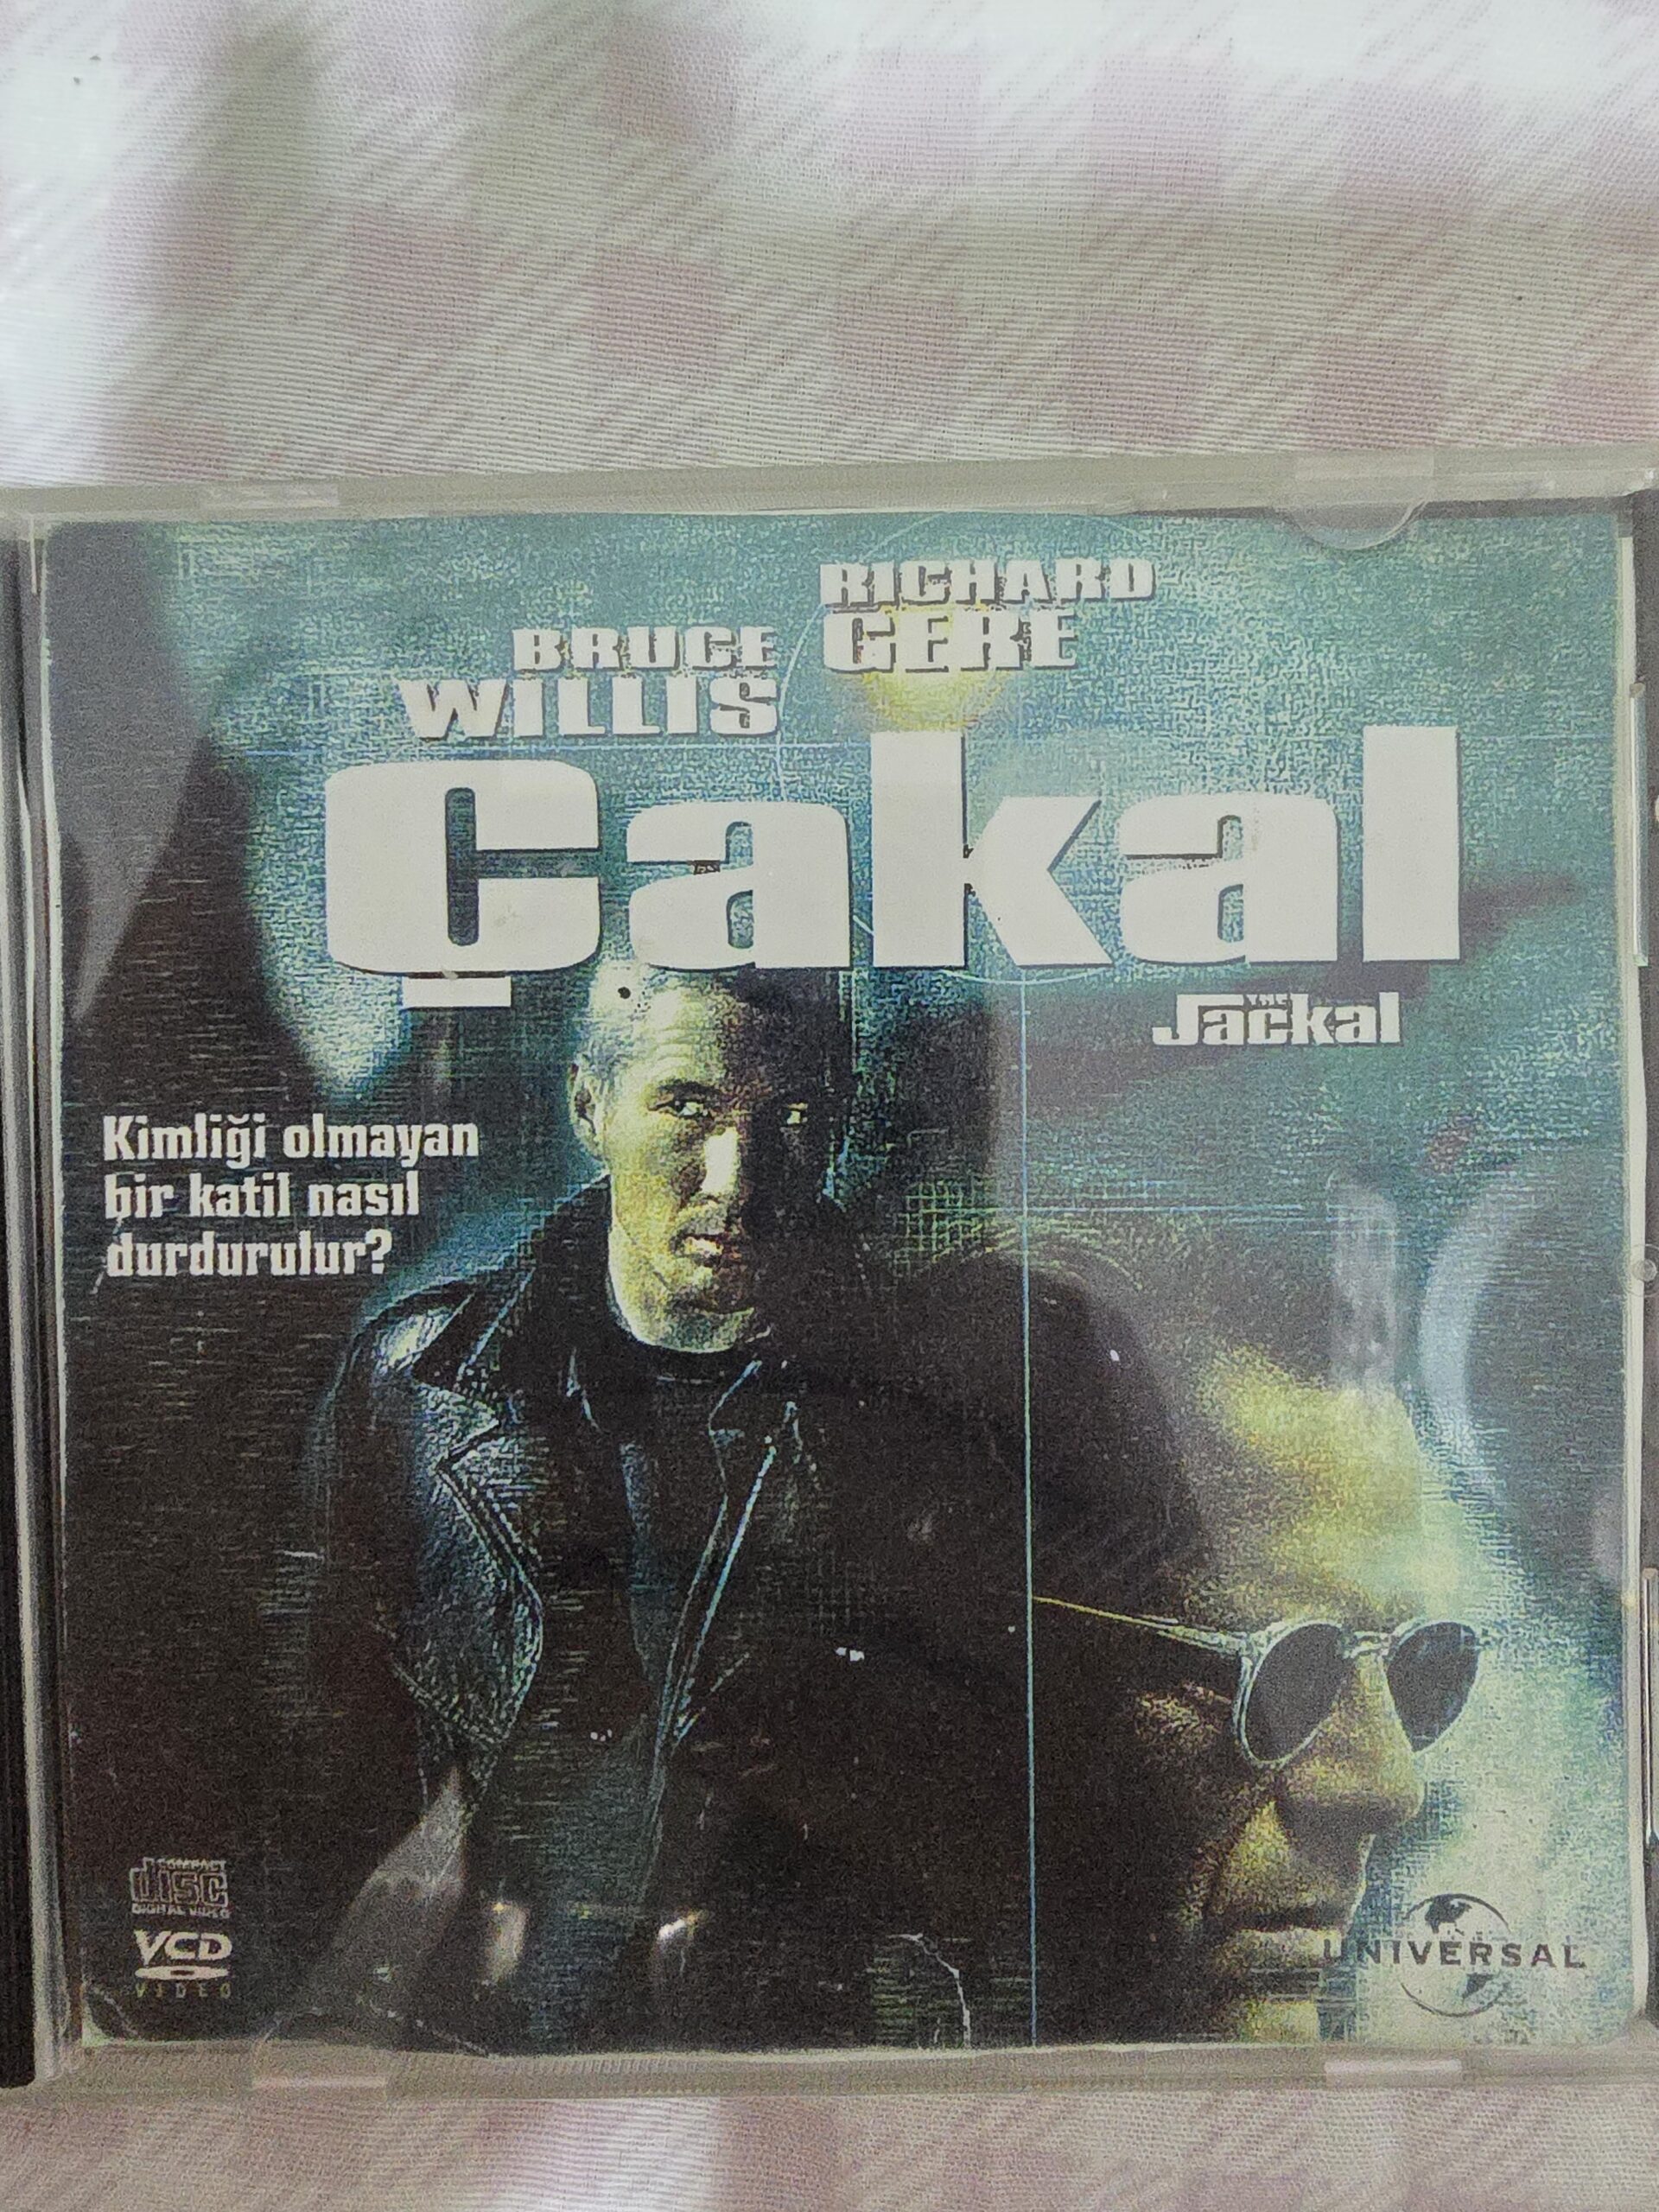 RICHARD
GERE
BRUCE
WILLIS
Çakal
THE
Jackal
Kimliği olmayan
bir katil nasıl
durdurulur?
COMPACT
disc
DIGITAL VIDEO
VCD
VIDEO
UNIVERSAL